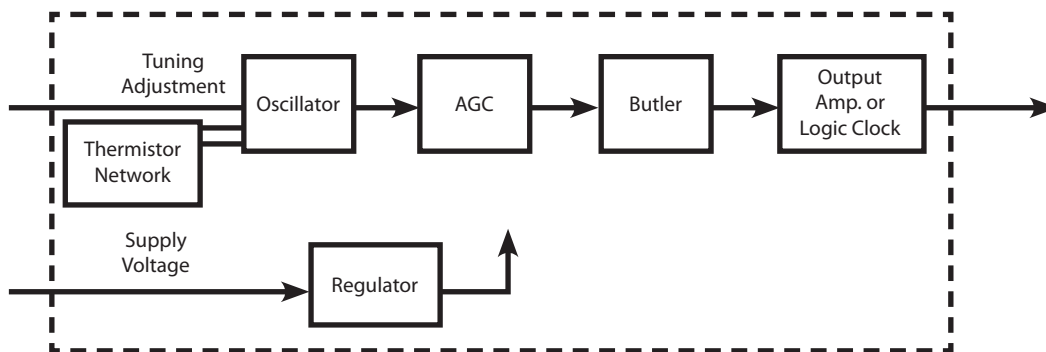 Tuning
Adjustment
Oscillator
AGC
Butler
Output
Amp. or
Logic Clock
Thermistor
Network
Supply
Voltage
Regulator